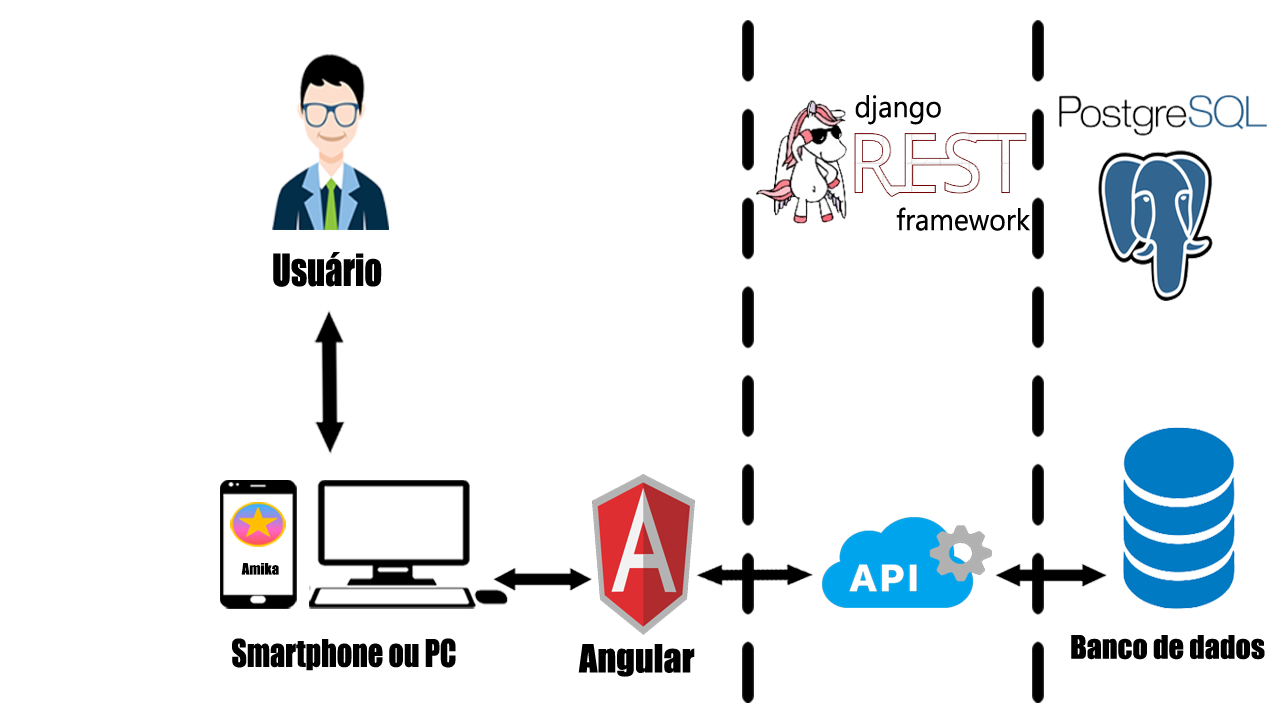 django
REST
framework
PostgreSQL
Usuário
Amika
API
Smartphone ou PC
Angular
Banco de dados